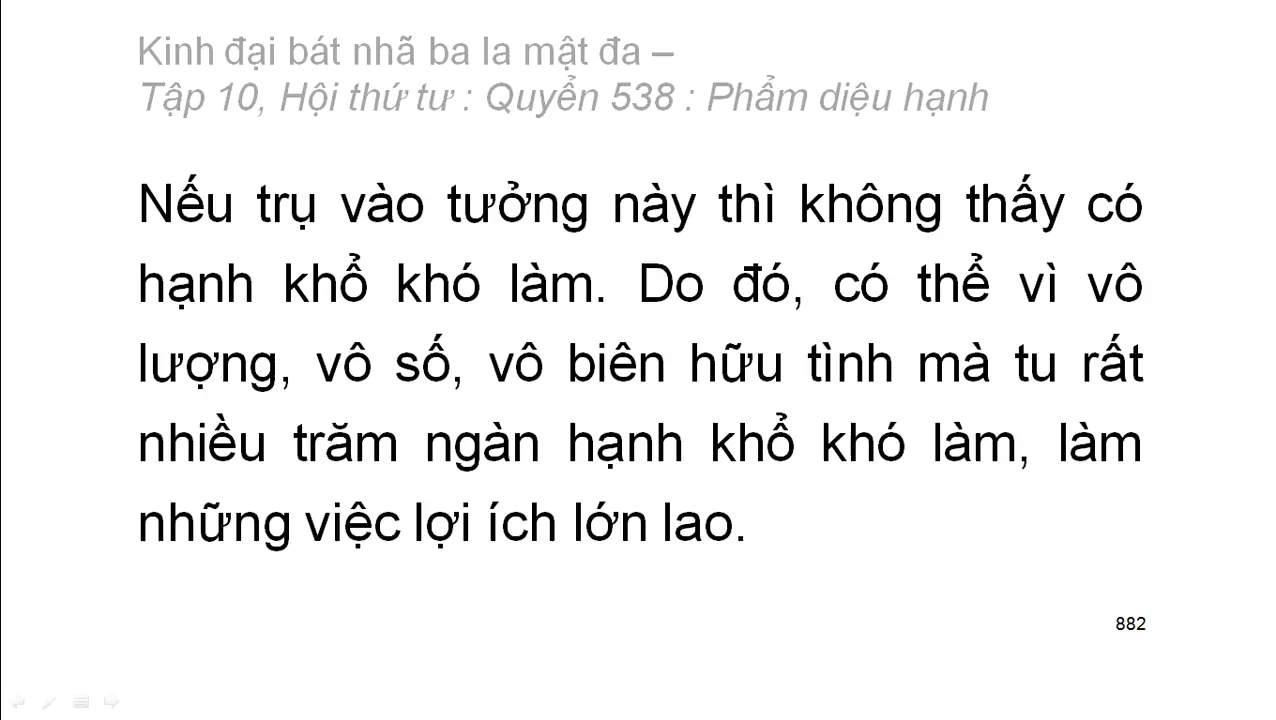 Kinh đại bát nhã ba la mật đa –
Tập 10, Hội thứ tư : Quyển 538 : Phẩm diệu hạnh
Nếu trụ vào tưởng này thì không thấy có
hạnh khổ khó làm. Do đó, có thể vì vô
lượng, vô số, vô biên hữu tình mà tu rất
nhiều trăm ngàn hạnh khổ khó làm, làm
những việc lợi ích lớn lao.
882